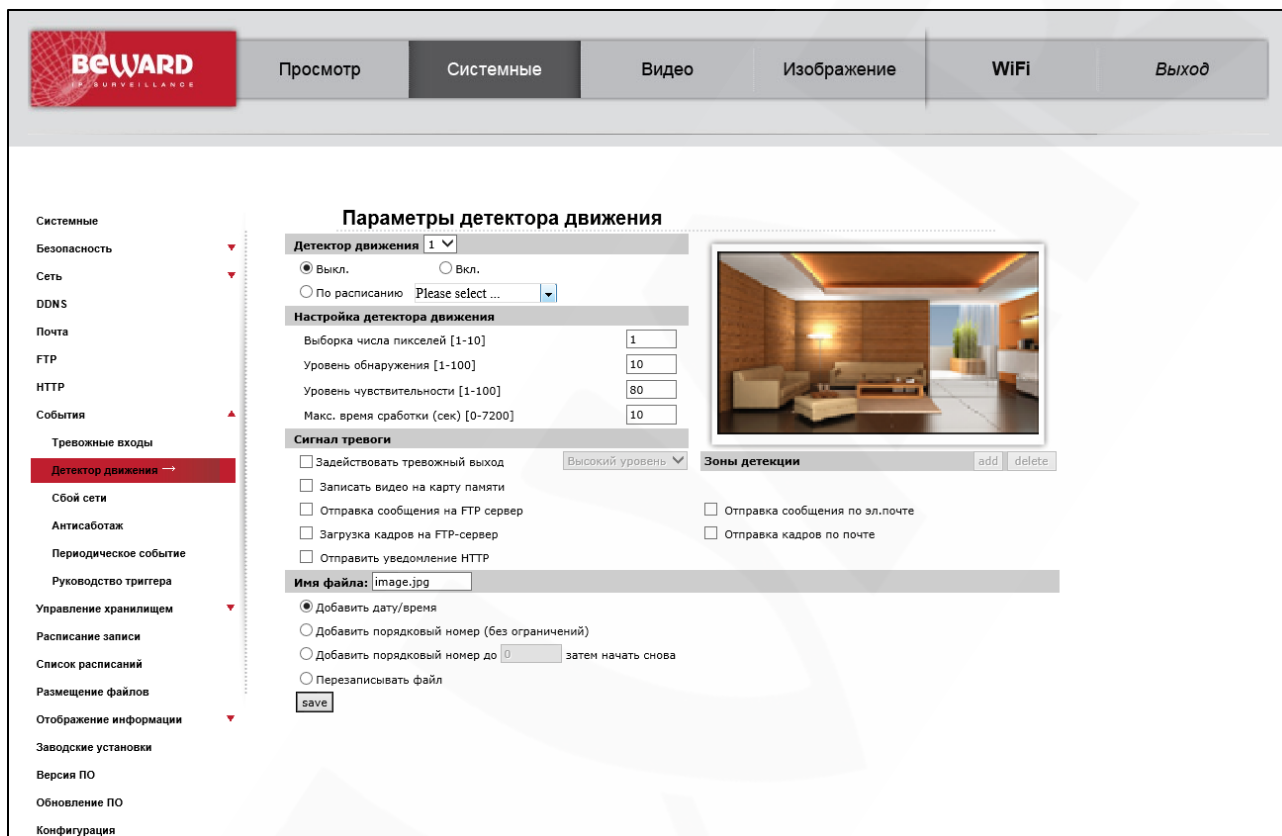 BEWARD
IP SURVEILLANCE
Просмотр
Системные
Видео
Изображение
WiFi
Выход
Системные
Безопасность
Сеть
DDNS
Почта
FTP
HTTP
События
Тревожные входы
Детектор движения →
Сбой сети
Антисаботаж
Периодическое событие
Руководство триггера
Управление хранилищем
Расписание записи
Список расписаний
Размещение файлов
Отображение информации
Заводские установки
Версия ПО
Обновление ПО
Конфигурация
Параметры детектора движения
Детектор движения 1
Выкл. Вкл.
По расписанию Please select ...
Настройка детектора движения
Выборка числа пикселей [1-10] 1
Уровень обнаружения [1-100] 10
Уровень чувствительности [1-100] 80
Макс. время сработки (сек) [0-7200] 10
Сигнал тревоги
Задействовать тревожный выход Высокий уровень
Зоны детекции add delete
Записать видео на карту памяти
Отправка сообщения на FTP сервер
Отправка сообщения по эл.почте
Загрузка кадров на FTP-сервер
Отправка кадров по почте
Отправить уведомление HTTP
Имя файла: image.jpg
Добавить дату/время
Добавить порядковый номер (без ограничений)
Добавить порядковый номер до 0 затем начать снова
Перезаписывать файл
save